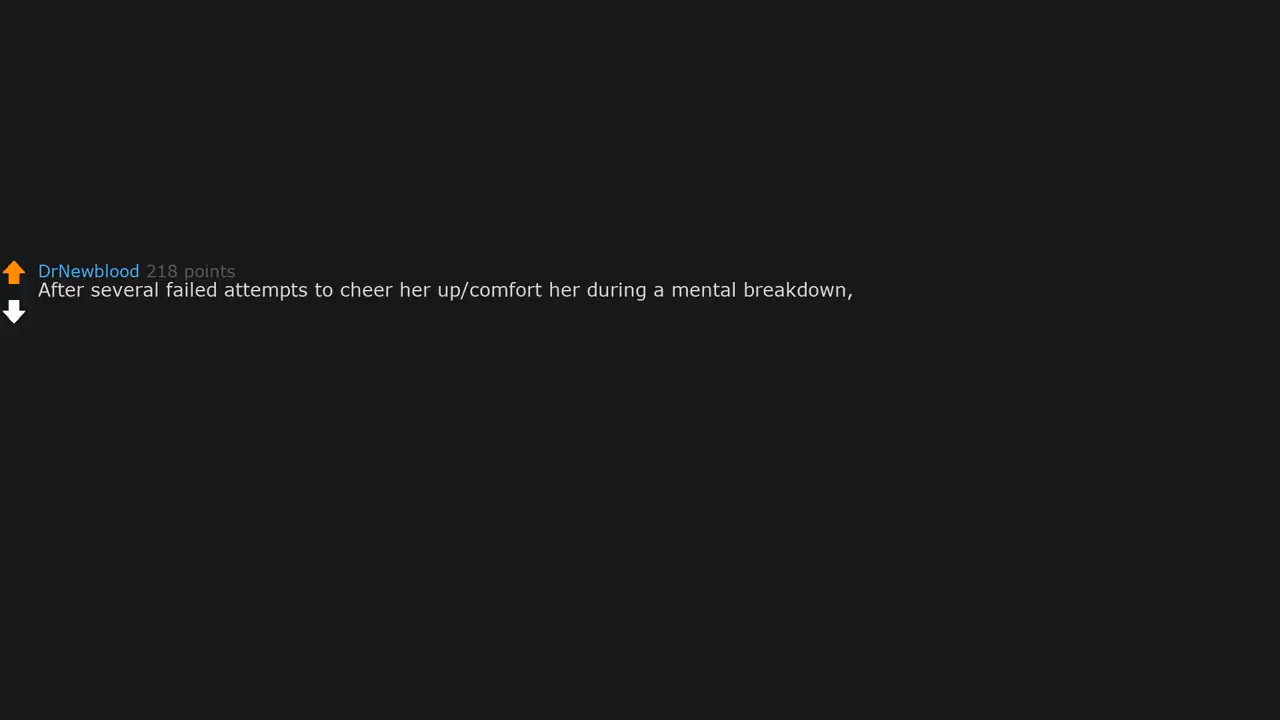 DrNewblood 218 points
After several failed attempts to cheer her up/comfort her during a mental breakdown,